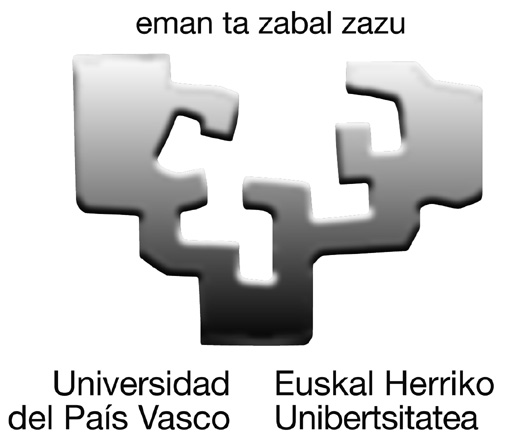 eman ta zabal zazu
Universidad
del País Vasco
Euskal Herriko
Unibertsitatea